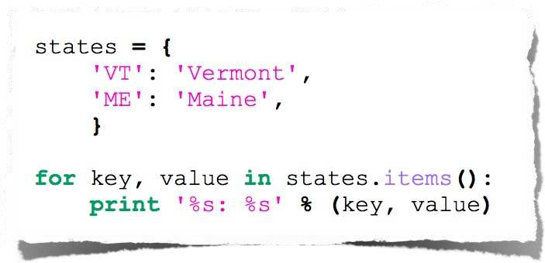 states = {
    'VT': 'Vermont',
    'ME': 'Maine',
    }

for key, value in states.items():
    print '%s: %s' % (key, value)